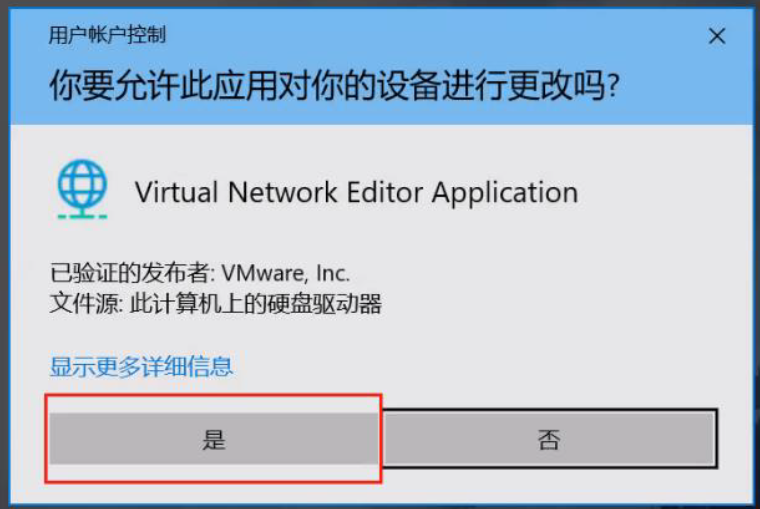 用户帐户控制
你要允许此应用对你的设备进行更改吗?
Virtual Network Editor Application
已验证的发布者: VMware, Inc.
文件源: 此计算机上的硬盘驱动器
显示更多详细信息
是
否